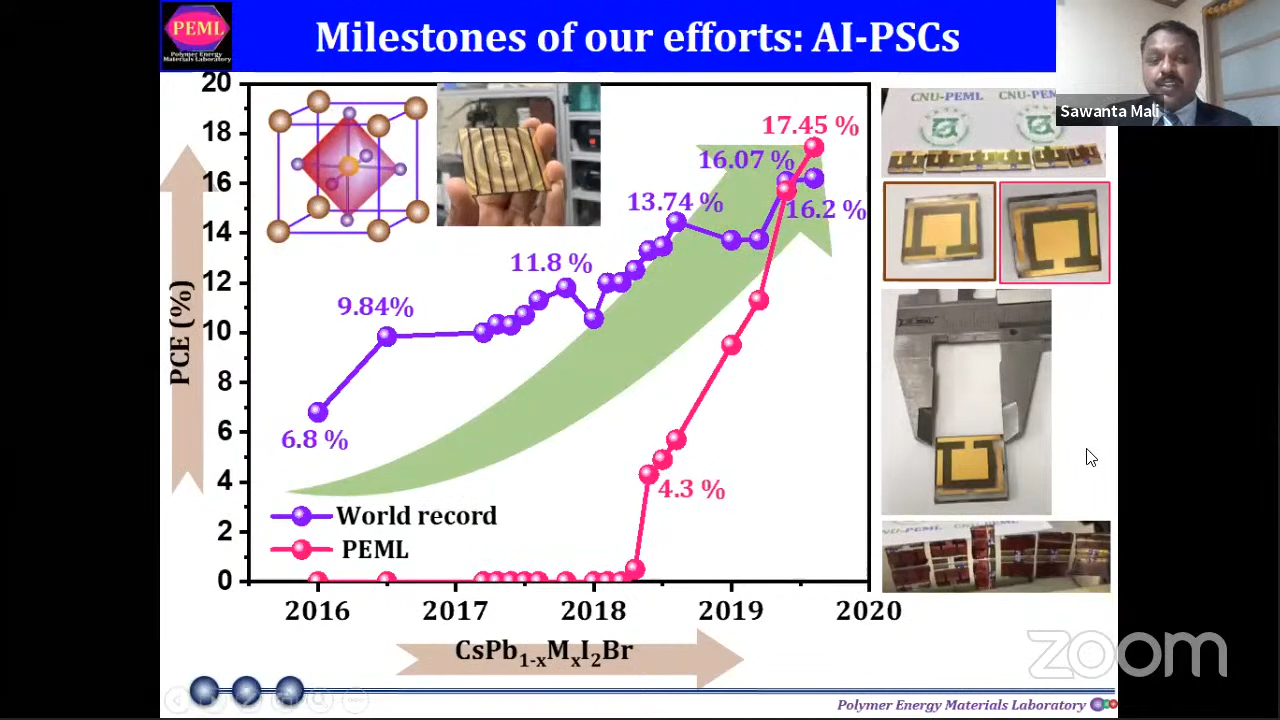 PEML
Polymer Energy
Materials Laboratory
Milestones of our efforts: AI-PSCs
Sawanta Mali
CNU-PEML CNU-PEML
20
18
16
14
12
10
8
6
4
2
0
PCE (%)
17.45 %
16.07 %
16.2 %
13.74 %
11.8 %
9.84%
6.8 %
4.3 %
World record
PEML
2016 2017 2018 2019 2020
CsPb1-xMxI2Br
zoom
Polymer Energy Materials Laboratory